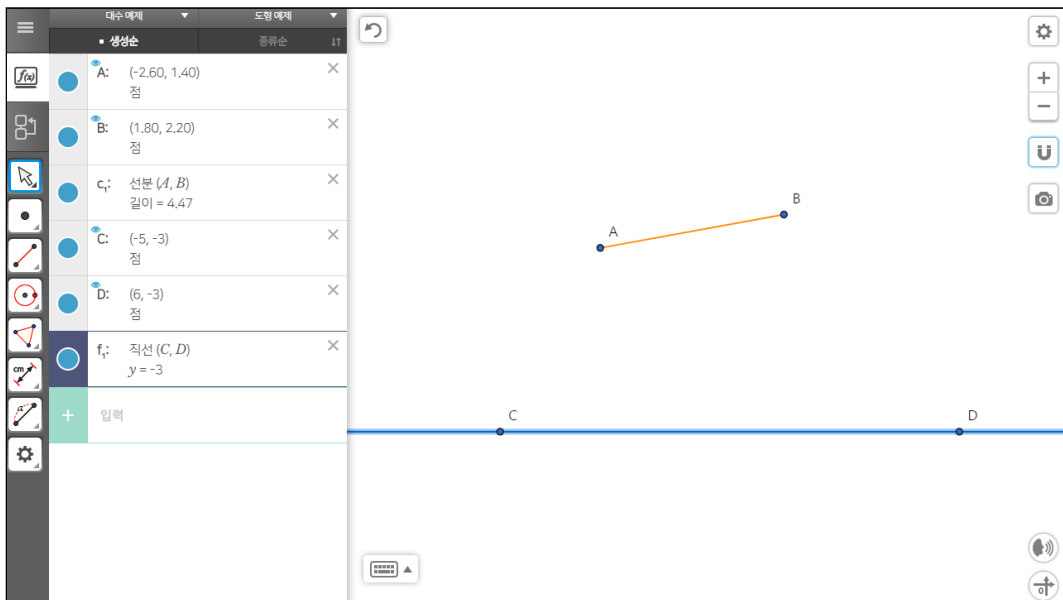 대수 예제 ▼ 도형 예제 ▼
▪ 생성순 종류순 ↓↑
f(x)
A: (-2.60, 1.40)
점
B: (1.80, 2.20)
점
c₁: 선분 (A, B)
길이 = 4.47
C: (-5, -3)
점
D: (6, -3)
점
f₁: 직선 (C, D)
y = -3
+ 입력
cm
a
A
B
C
D
0